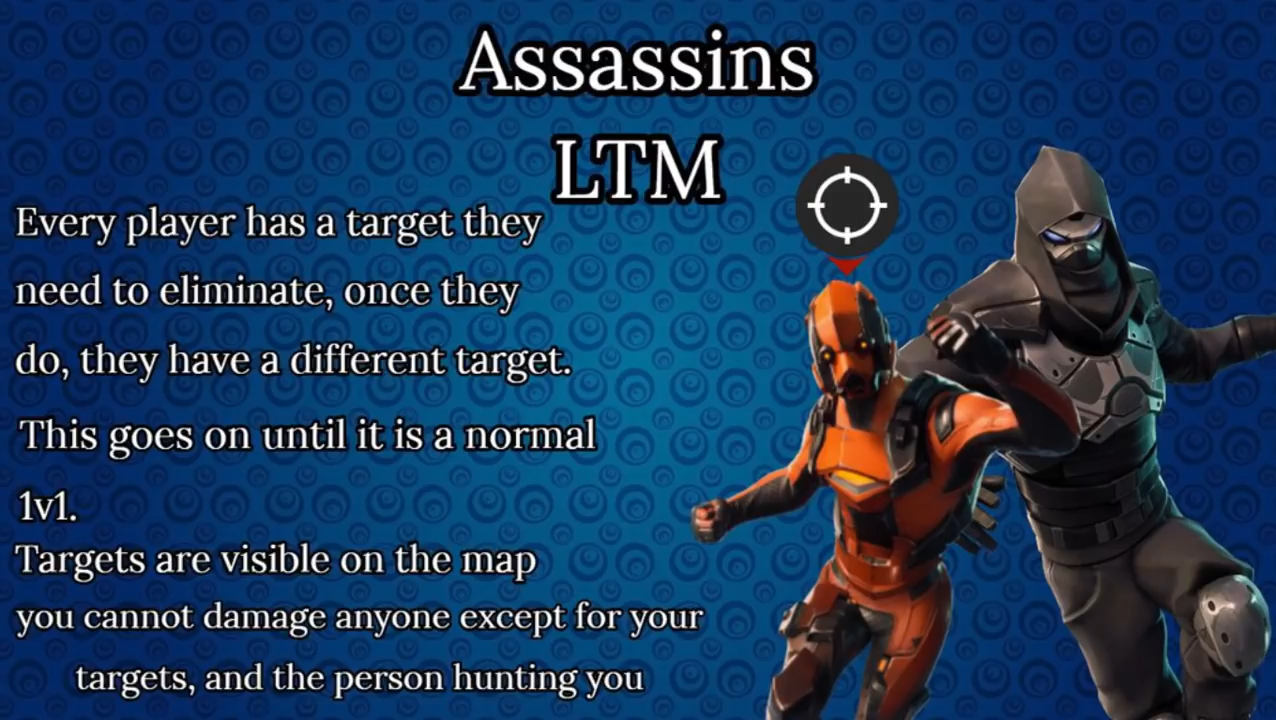 Assassins
LTM
Every player has a target they
need to eliminate, once they
do, they have a different target.
This goes on until it is a normal
1v1.
Targets are visible on the map
you cannot damage anyone except for your
targets, and the person hunting you